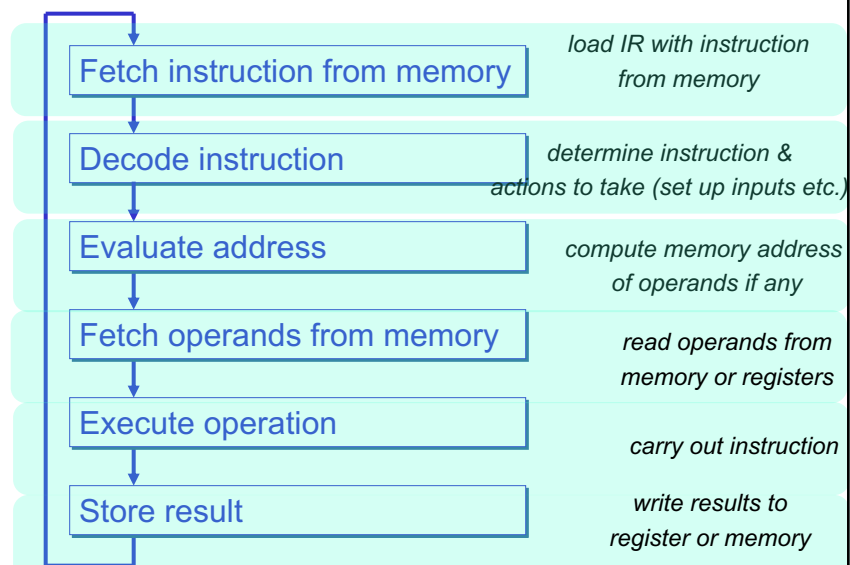 Fetch instruction from memory
load IR with instruction
from memory
Decode instruction
determine instruction &
actions to take (set up inputs etc.)
Evaluate address
compute memory address
of operands if any
Fetch operands from memory
read operands from
memory or registers
Execute operation
carry out instruction
Store result
write results to
register or memory